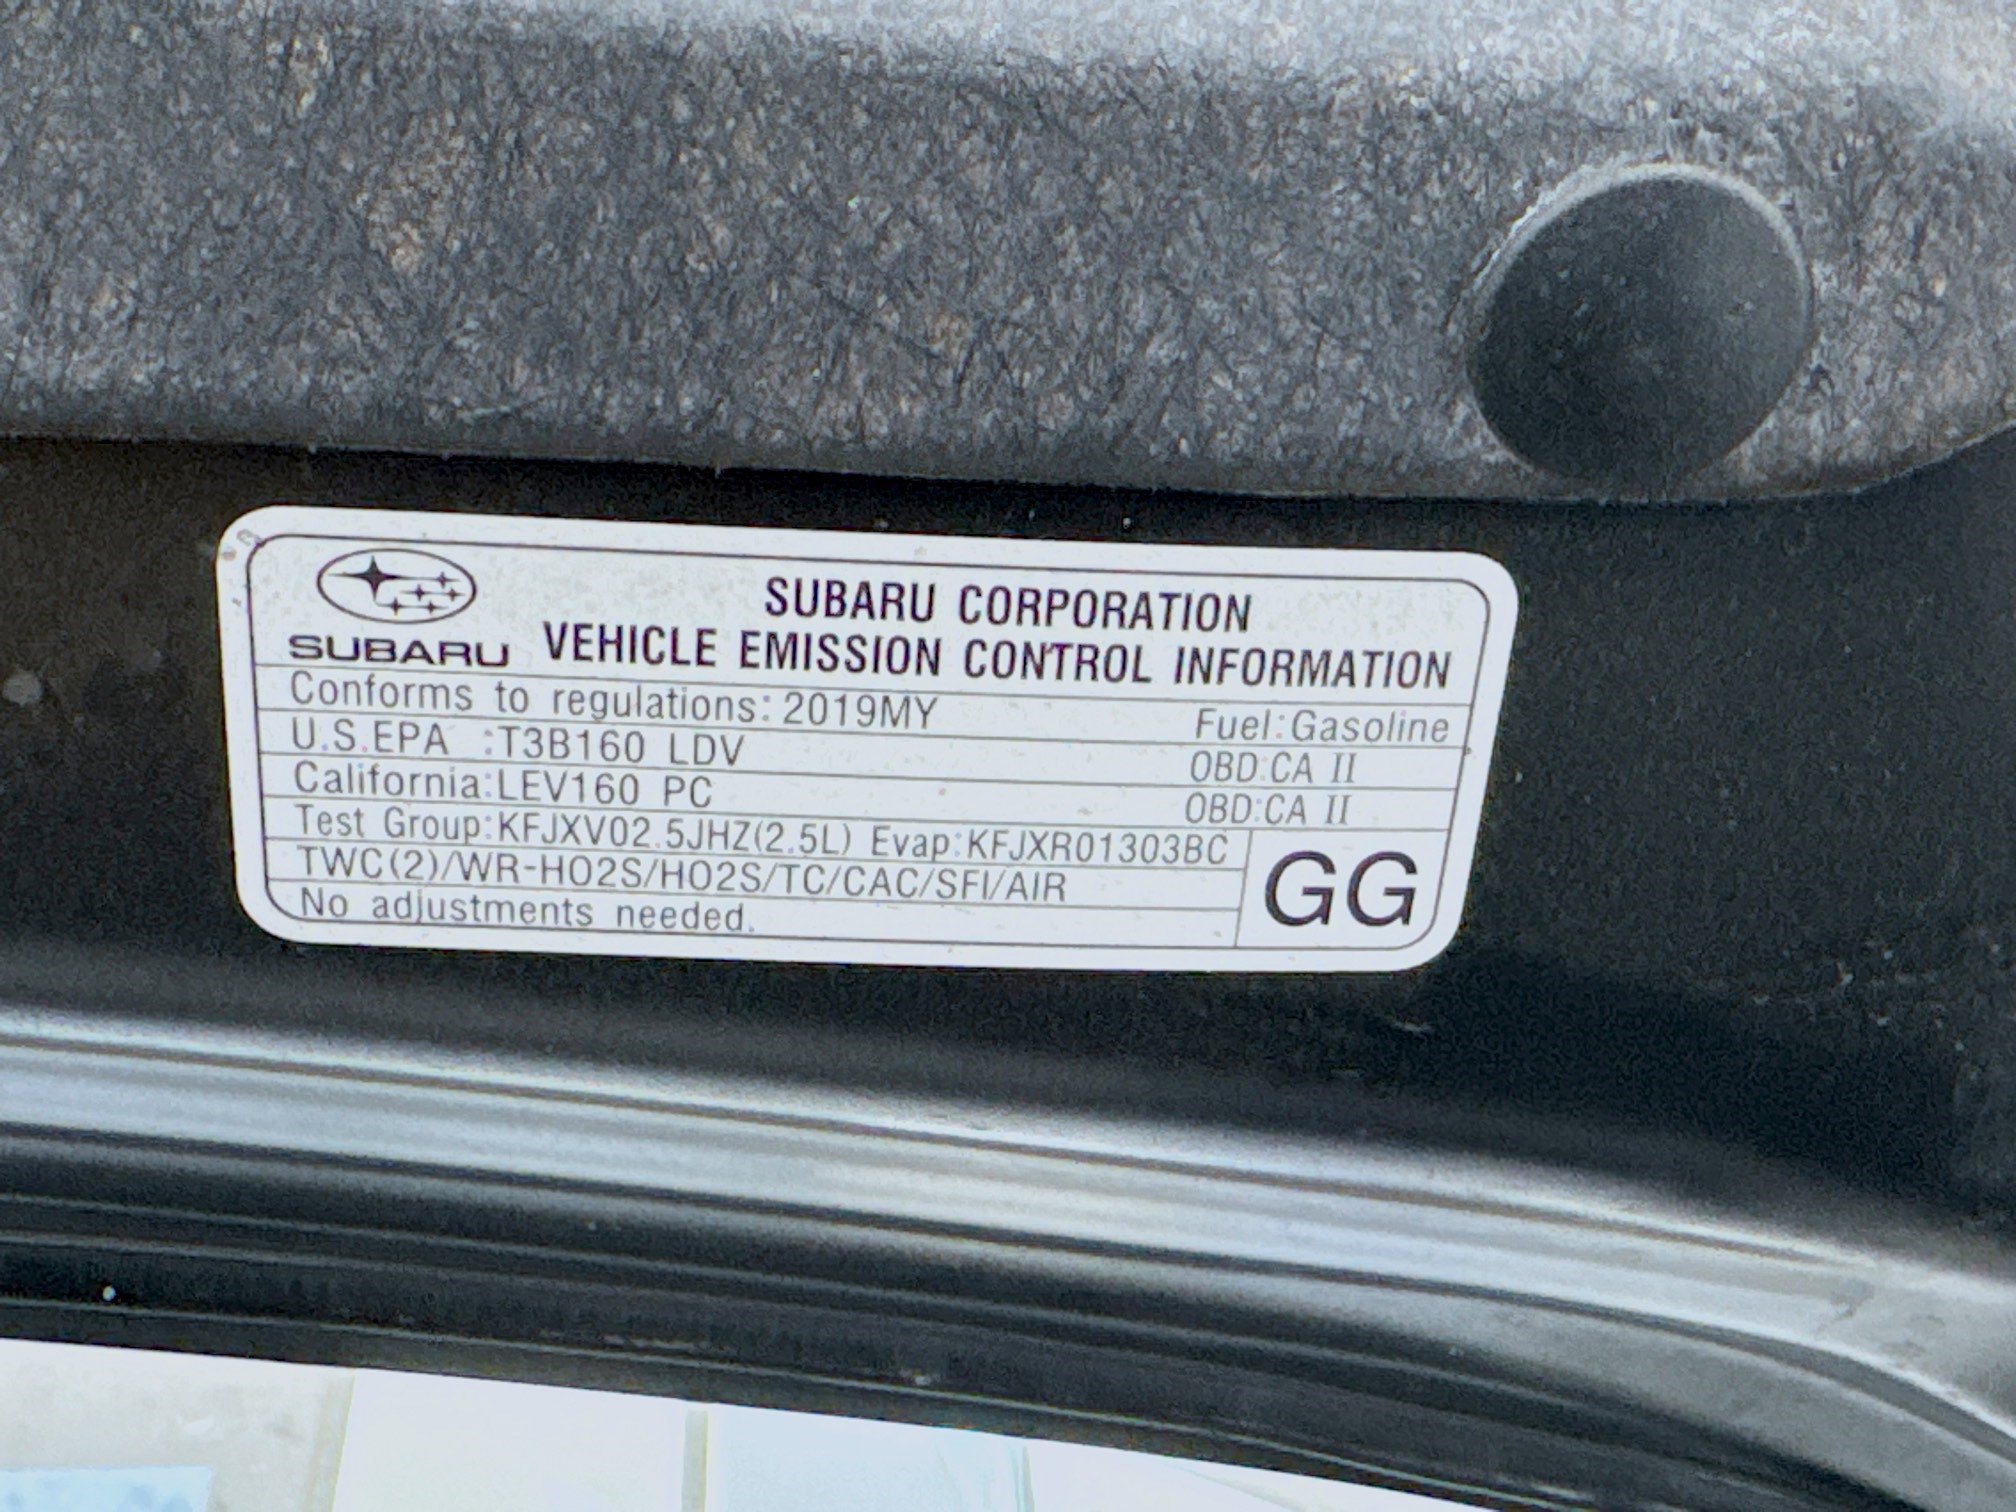 SUBARU CORPORATION
SUBARU VEHICLE EMISSION CONTROL INFORMATION
Conforms to regulations: 2019MY Fuel:Gasoline
U.S.EPA :T3B160 LDV OBD:CA II
California:LEV160 PC OBD:CA II
Test Group:KFJXV02.5JHZ(2.5L) Evap:KFJXR01303BC
TWC(2)/WR-HO2S/HO2S/TC/CAC/SFI/AIR
No adjustments needed.
GG